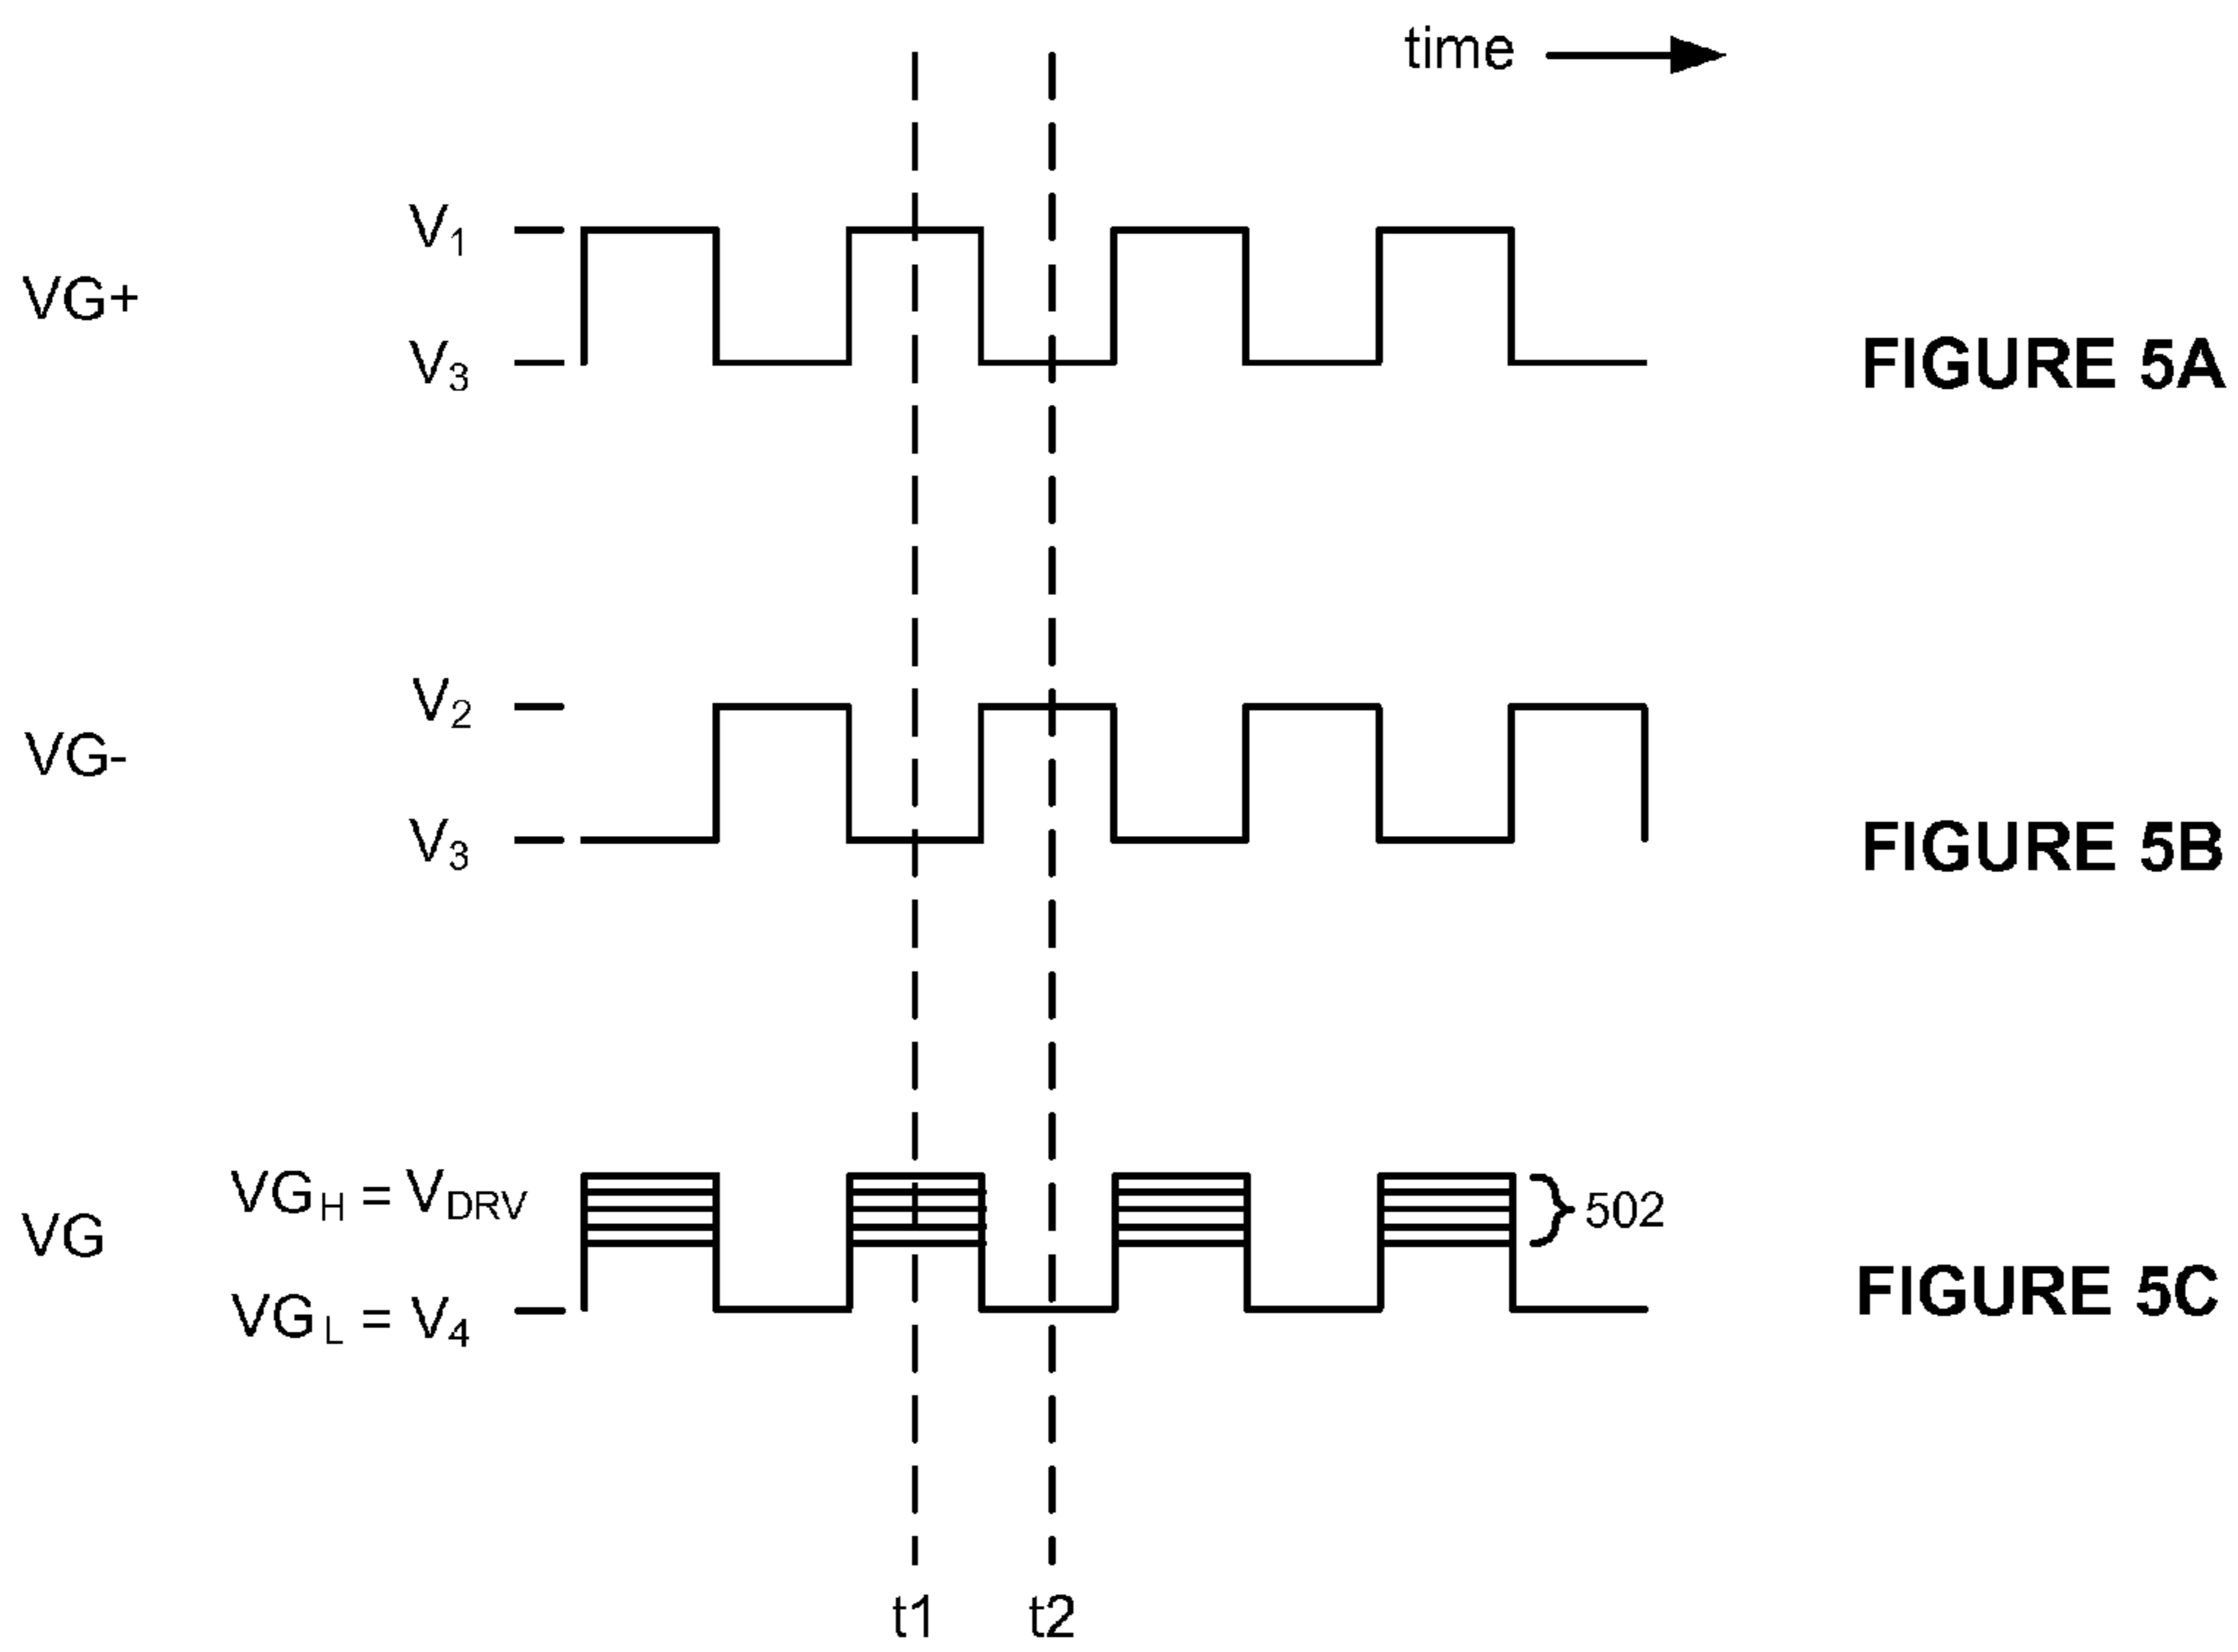 time
V1
VG+
V3
FIGURE 5A
V2
VG-
V3
FIGURE 5B
VGH = VDRV
502
VG
VGL = V4
FIGURE 5C
t1 t2